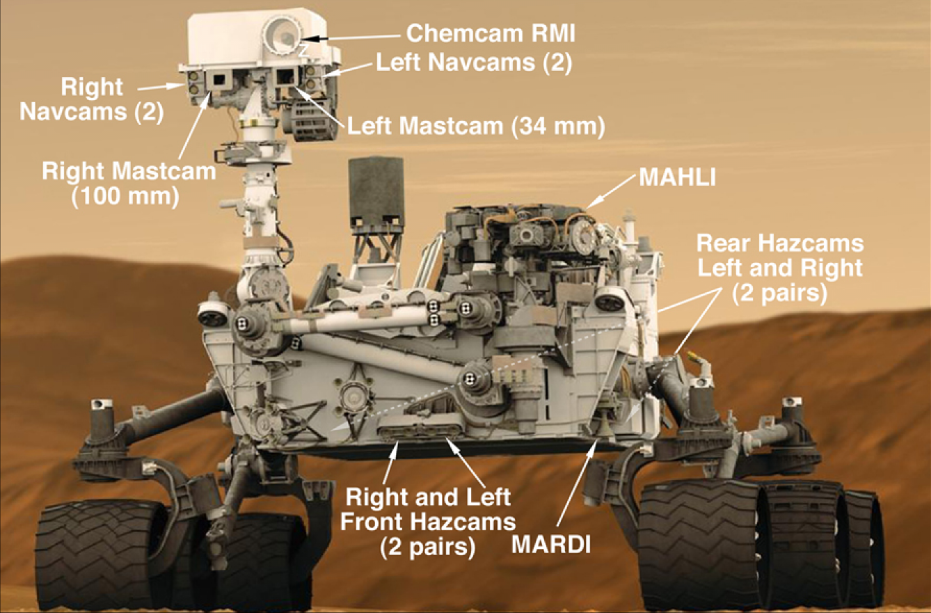 Chemcam RMI
Left Navcams (2)
Right
Navcams (2)
Left Mastcam (34 mm)
Right Mastcam
(100 mm)
MAHLI
Rear Hazcams
Left and Right
(2 pairs)
Right and Left
Front Hazcams
(2 pairs)
MARDI